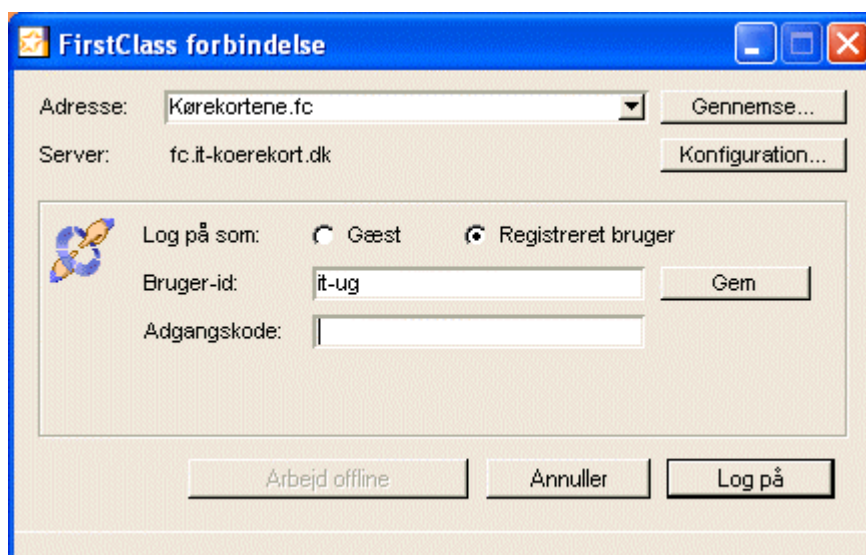 FirstClass forbindelse
Adresse: Kørekortene.fc Gennemse...
Server: fc.it-koerekort.dk Konfiguration...
Log på som: Gæst Registreret bruger
Bruger-id: it-ug Gem
Adgangskode:
Arbejd offline Annuller Log på